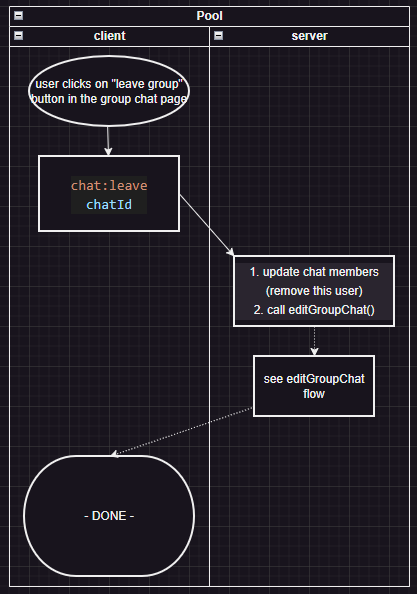 Pool
client
server
user clicks on "leave group"
button in the group chat page
chat:leave
chatId
1. update chat members
(remove this user)
2. call editGroupChat()
see editGroupChat
flow
- DONE -